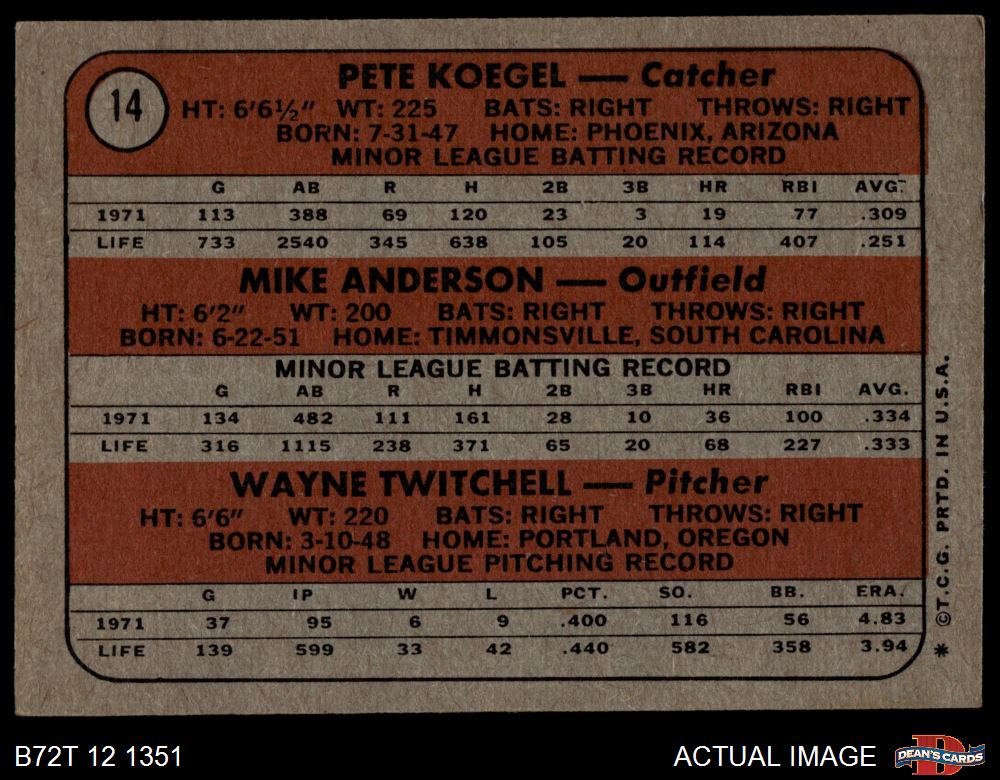 14
PETE KOEGEL — Catcher
HT: 6'6½" WT: 225 BATS: RIGHT THROWS: RIGHT
BORN: 7-31-47 HOME: PHOENIX, ARIZONA
MINOR LEAGUE BATTING RECORD
G AB R H 2B 3B HR RBI AVG.
1971 113 388 69 120 23 3 19 77 .309
LIFE 733 2540 345 638 105 20 114 407 .251
MIKE ANDERSON — Outfield
HT: 6'2" WT: 200 BATS: RIGHT THROWS: RIGHT
BORN: 6-22-51 HOME: TIMMONSVILLE, SOUTH CAROLINA
MINOR LEAGUE BATTING RECORD
G AB R H 2B 3B HR RBI AVG.
1971 134 482 111 161 28 10 36 100 .334
LIFE 316 1115 238 371 65 20 68 227 .333
WAYNE TWITCHELL — Pitcher
HT: 6'6" WT: 220 BATS: RIGHT THROWS: RIGHT
BORN: 3-10-48 HOME: PORTLAND, OREGON
MINOR LEAGUE PITCHING RECORD
G IP W L PCT. SO. BB. ERA.
1971 37 95 6 9 .400 116 56 4.83
LIFE 139 599 33 42 .440 582 358 3.94
* ©T.C.G. PRTD. IN U.S.A.
B72T 12 1351
ACTUAL IMAGE
D
DEAN'S CARDS